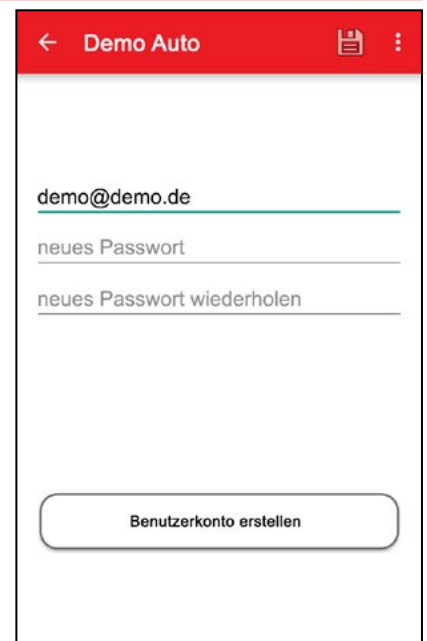 Demo Auto
demo@demo.de
neues Passwort
neues Passwort wiederholen
Benutzerkonto erstellen